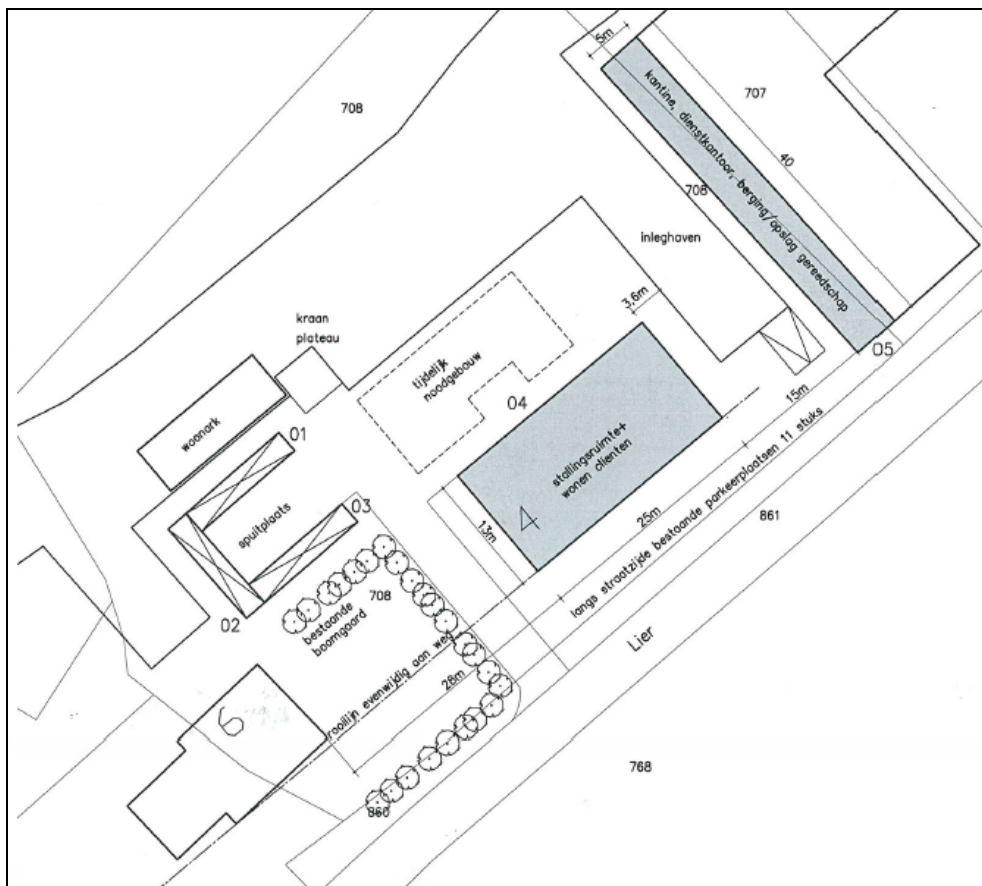 5m
708
kantine, dienstkantoor, berging/opslag gereedschap
707
40
708
inleghaven
3,6m
kraan
plateau
tijdelijk
noodgebouw
04
05
15m
woonark
01
stallingsruimte+
wonen clienten
4
spuitplaats
03
13m
25m
langs straatzijde bestaande parkeerplaatsen 11 stuks
861
02
708
bestaande
boomgaard
Lier
rooilijn evenwijdig aan weg
28m
6
768
860